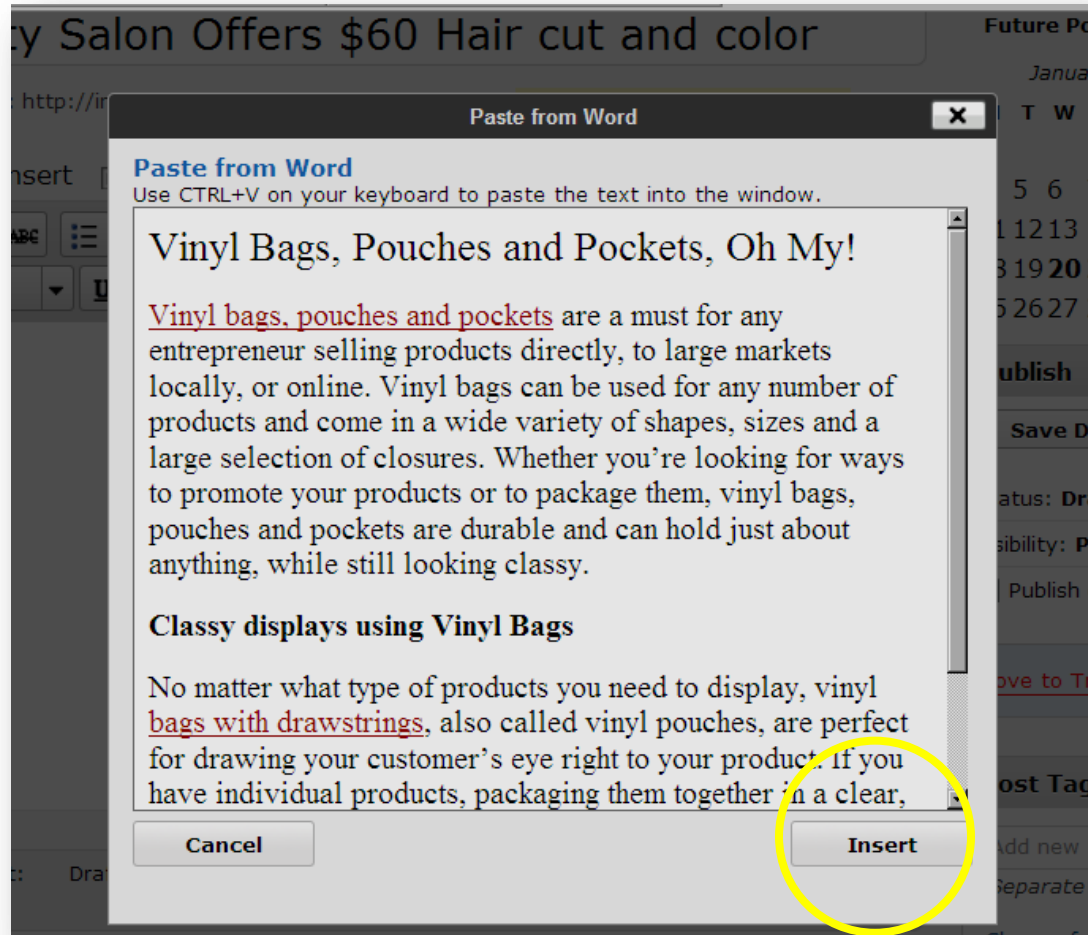 ty Salon Offers $60 Hair cut and color
Future Po
Janua
: http://in
T W
Paste from Word
nsert [
Paste from Word
Use CTRL+V on your keyboard to paste the text into the window.
5 6
ABC
Vinyl Bags, Pouches and Pockets, Oh My!
1 12 13
8 19 20
U
5 26 27
Vinyl bags, pouches and pockets are a must for any
entrepreneur selling products directly, to large markets
ublish
locally, or online. Vinyl bags can be used for any number of
products and come in a wide variety of shapes, sizes and a
Save D
large selection of closures. Whether you’re looking for ways
to promote your products or to package them, vinyl bags,
atus: Dra
pouches and pockets are durable and can hold just about
sibility: P
anything, while still looking classy.
Publish
Classy displays using Vinyl Bags
No matter what type of products you need to display, vinyl
ove to Tr
bags with drawstrings, also called vinyl pouches, are perfect
for drawing your customer’s eye right to your product. If you
have individual products, packaging them together in a clear,
ost Tag
Cancel
Insert
Add new
t: Dra
Separate